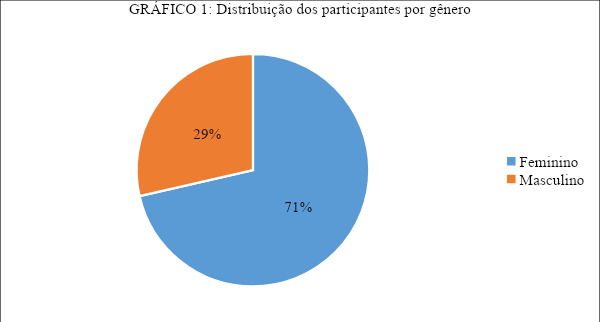 GRÁFICO 1: Distribuição dos participantes por gênero
29%
71%
Feminino
Masculino